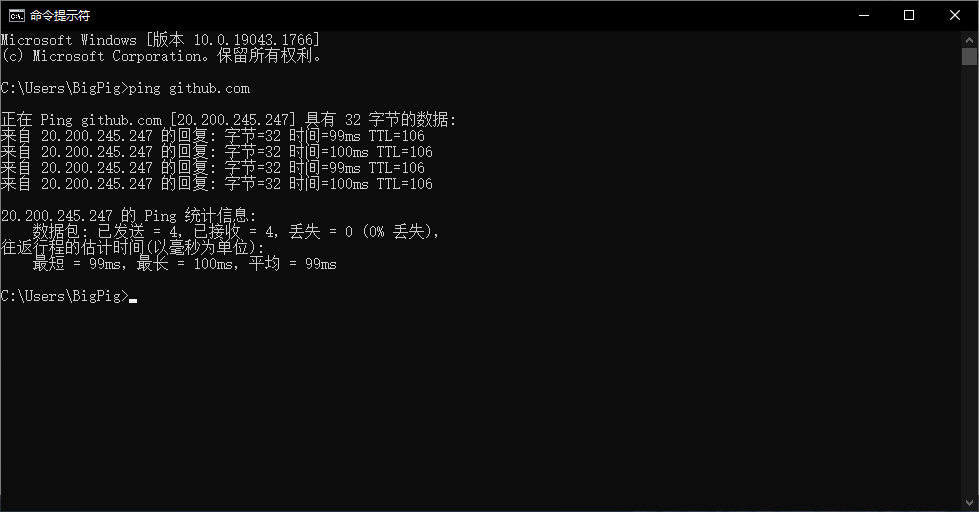 命令提示符
Microsoft Windows [版本 10.0.19043.1766]
(c) Microsoft Corporation。保留所有权利。
C:\Users\BigPig>ping github.com
正在 Ping github.com [20.200.245.247] 具有 32 字节的数据:
来自 20.200.245.247 的回复: 字节=32 时间=99ms TTL=106
来自 20.200.245.247 的回复: 字节=32 时间=100ms TTL=106
来自 20.200.245.247 的回复: 字节=32 时间=99ms TTL=106
来自 20.200.245.247 的回复: 字节=32 时间=100ms TTL=106
20.200.245.247 的 Ping 统计信息:
数据包: 已发送 = 4, 已接收 = 4, 丢失 = 0 (0% 丢失),
往返行程的估计时间(以毫秒为单位):
最短 = 99ms, 最长 = 100ms, 平均 = 99ms
C:\Users\BigPig>